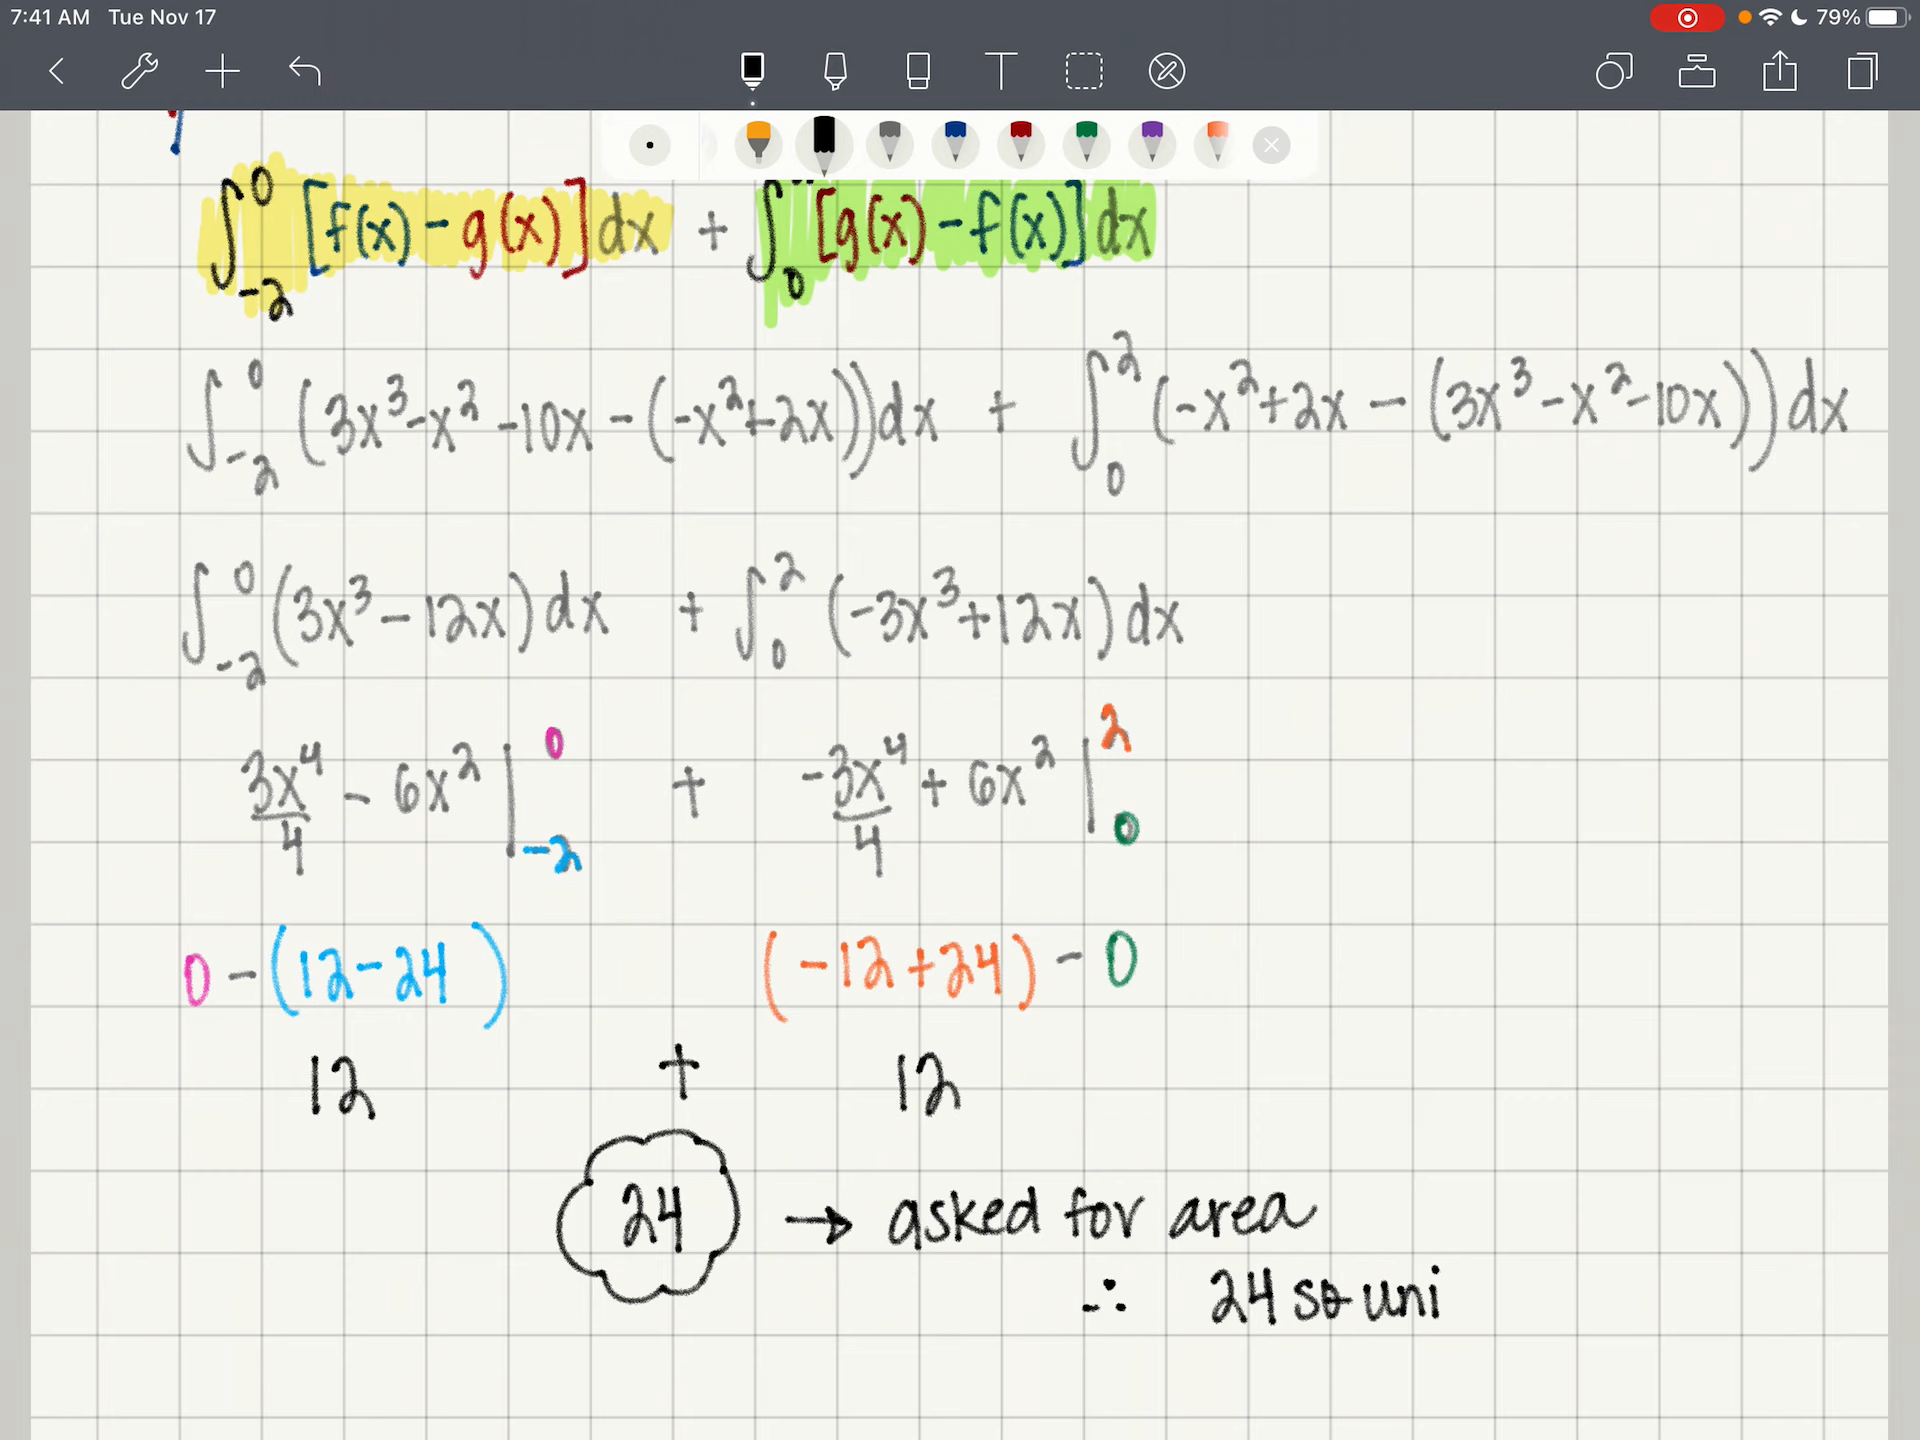 7:41 AM Tue Nov 17 79%
T
∫₋₂⁰ [f(x) - g(x)] dx + ∫₀ [g(x) - f(x)] dx
∫₋₂⁰ (3x³ - x² - 10x - (-x² + 2x)) dx + ∫₀² (-x² + 2x - (3x³ - x² - 10x)) dx
∫₋₂⁰ (3x³ - 12x) dx + ∫₀² (-3x³ + 12x) dx
3x⁴/4 - 6x² |₋₂⁰ + -3x⁴/4 + 6x² |₀²
0 - (12 - 24) (-12 + 24) - 0
12 + 12
24 → asked for area
∴ 24 sq uni